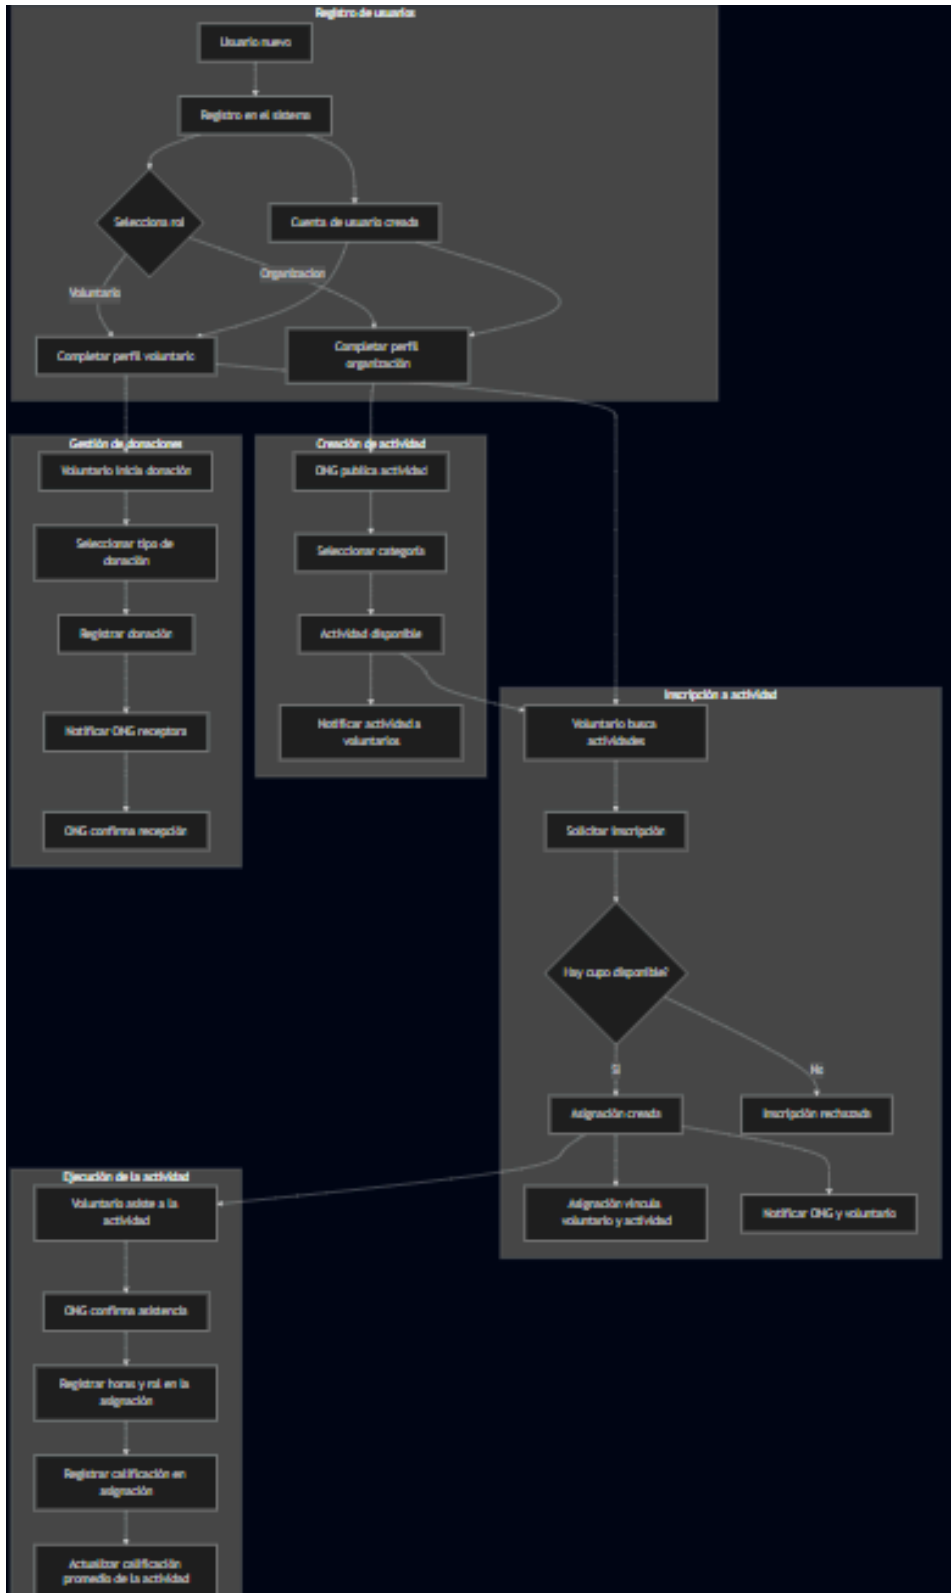 Registro de usuarios
Usuario nuevo
Registro en el sistema
Selecciona rol
Cuenta de usuario creada
Organizacion
Voluntario
Completar perfil voluntario
Completar perfil
organización
Gestión de donaciones
Voluntario inicia donación
Seleccionar tipo de
donación
Registrar donación
Notificar ONG receptora
ONG confirma recepción
Creación de actividad
ONG publica actividad
Seleccionar categoría
Actividad disponible
Notificar actividad a
voluntarios
Inscripción a actividad
Voluntario busca
actividades
Solicitar inscripción
Hay cupo disponible?
Si
No
Asignación creada
Inscripción rechazada
Asignación vincula
voluntario y actividad
Notificar ONG y voluntario
Ejecución de la actividad
Voluntario asiste a la
actividad
ONG confirma asistencia
Registrar horas y rol en la
asignación
Registrar calificación en
asignación
Actualizar calificación
promedio de la actividad